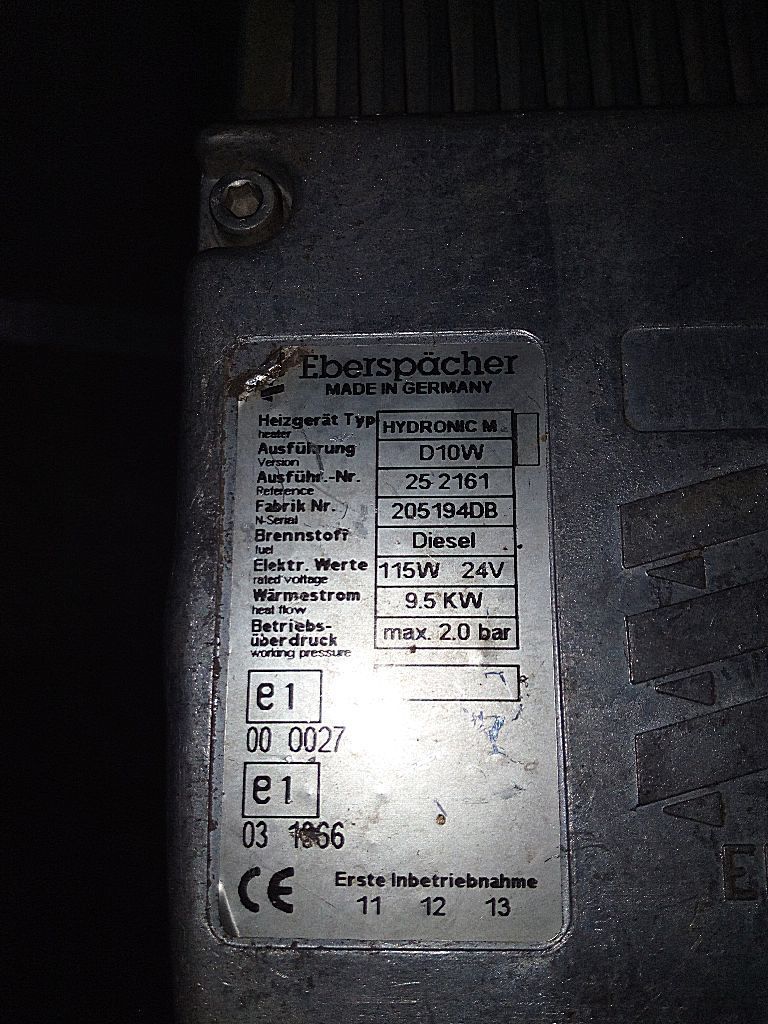 Eberspächer
MADE IN GERMANY
Heizgerät Typ HYDRONIC M
heater
Ausführung D10W
Version
Ausführ.-Nr. 25 2161
Reference
Fabrik Nr. 205194DB
N-Serial
Brennstoff Diesel
fuel
Elektr. Werte 115W 24V
rated voltage
Wärmestrom 9.5 KW
heat flow
Betriebs-
überdruck max. 2.0 bar
working pressure
e1
00 0027
e1
03
CE
Erste Inbetriebnahme
11 12 13
E